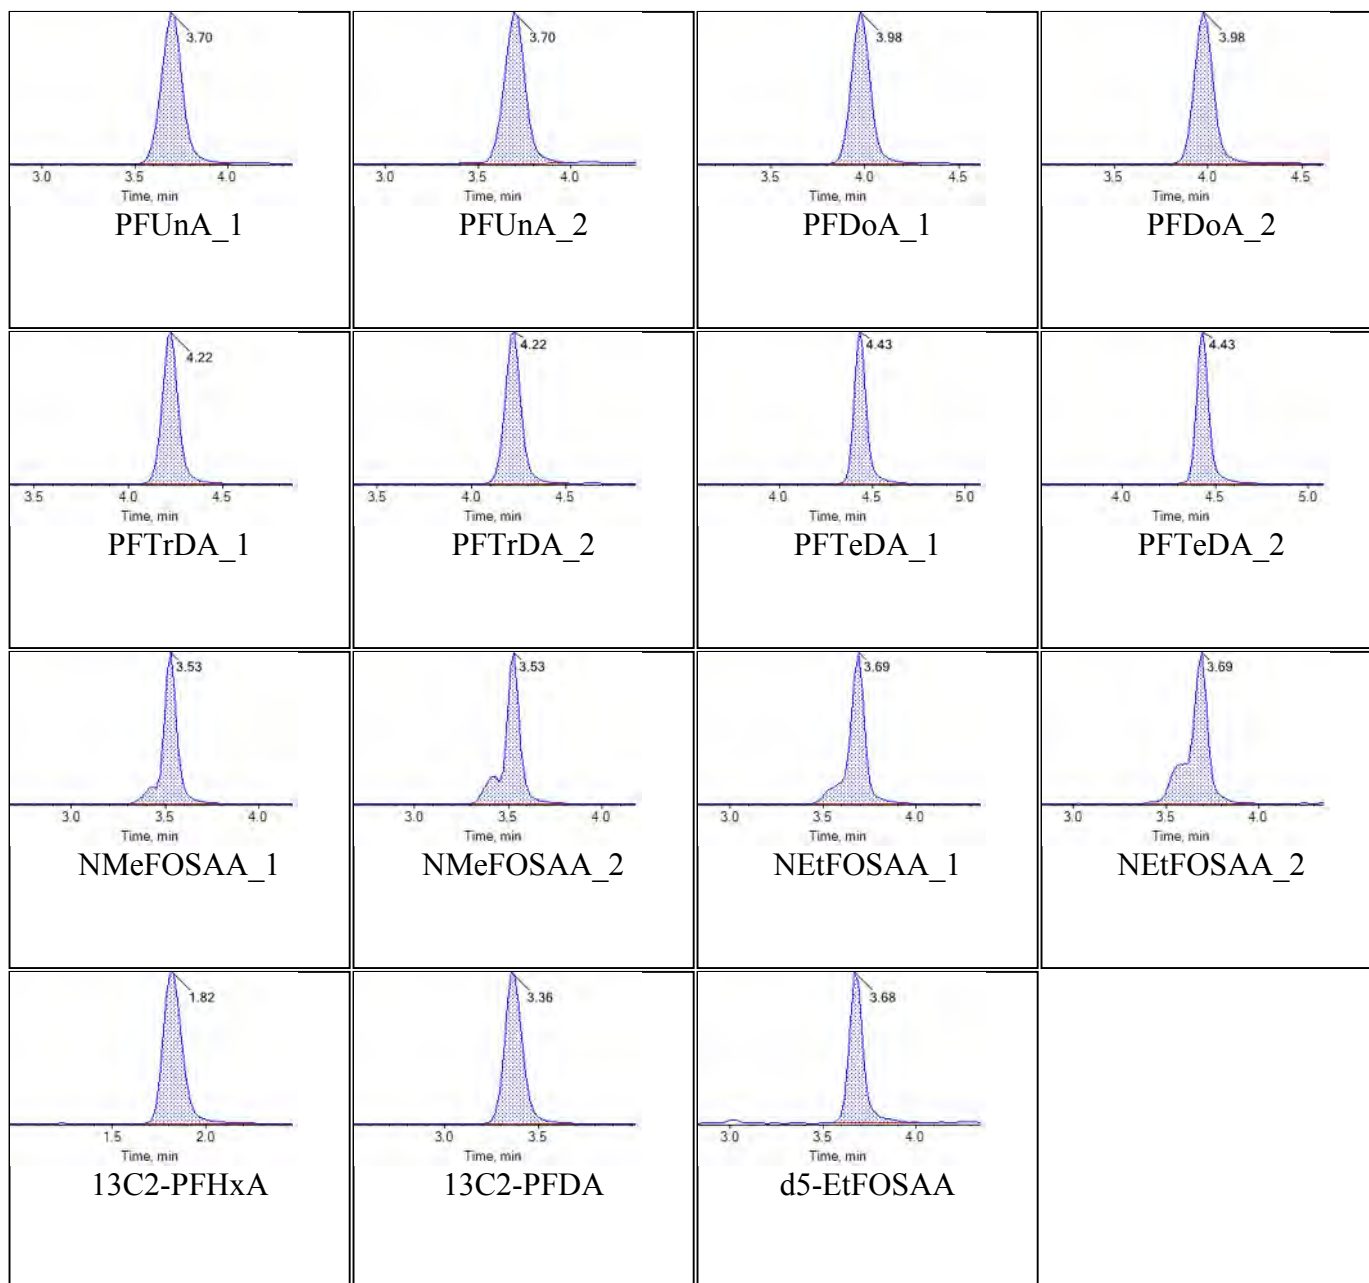 3.70 3.70 3.98 3.98
3.0 3.5 4.0 3.0 3.5 4.0 3.5 4.0 4.5 3.5 4.0 4.5
Time, min Time, min Time, min Time, min
PFUnA_1 PFUnA_2 PFDoA_1 PFDoA_2
4.22 4.22 4.43 4.43
3.5 4.0 4.5 3.5 4.0 4.5 4.0 4.5 5.0 4.0 4.5 5.0
Time, min Time, min Time, min Time, min
PFTrDA_1 PFTrDA_2 PFTeDA_1 PFTeDA_2
3.53 3.53 3.69 3.69
3.0 3.5 4.0 3.0 3.5 4.0 3.0 3.5 4.0 3.0 3.5 4.0
Time, min Time, min Time, min Time, min
NMeFOSAA_1 NMeFOSAA_2 NEtFOSAA_1 NEtFOSAA_2
1.82 3.36 3.68
1.5 2.0 3.0 3.5 3.0 3.5 4.0
Time, min Time, min Time, min
13C2-PFHxA 13C2-PFDA d5-EtFOSAA